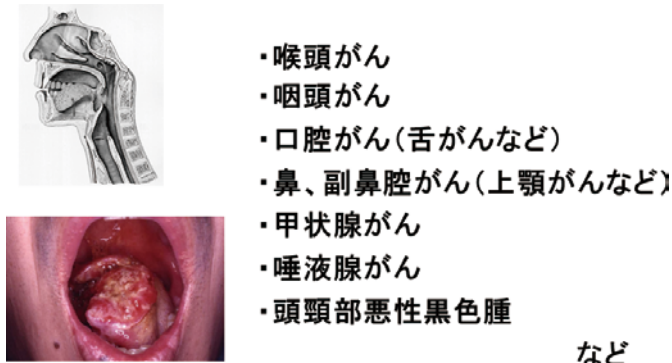 ・喉頭がん
・咽頭がん
・口腔がん(舌がんなど)
・鼻、副鼻腔がん(上顎がんなど)
・甲状腺がん
・唾液腺がん
・頭頸部悪性黒色腫
など